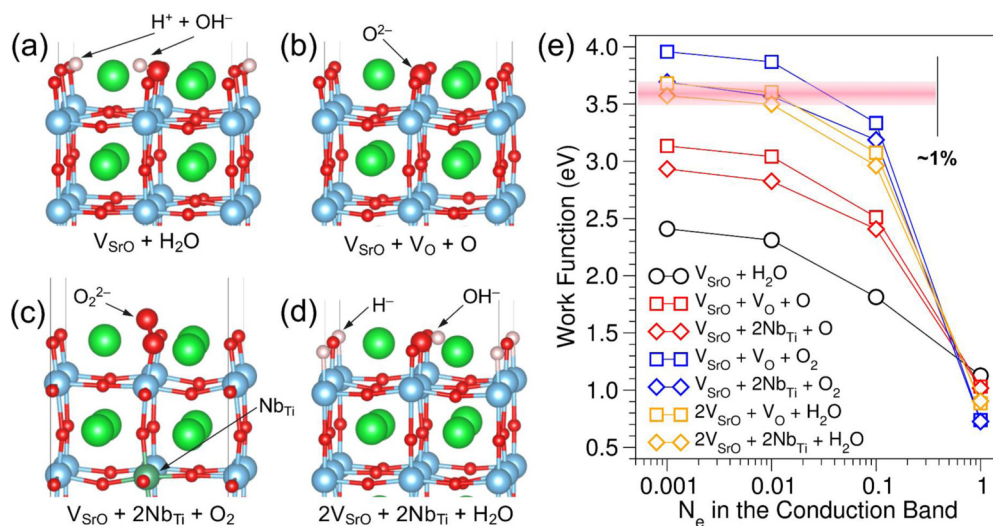 (a)
H⁺ + OH⁻
V_SrO + H₂O
(b)
O²⁻
V_SrO + V_O + O
(c)
O₂²⁻
Nb_Ti
V_SrO + 2Nb_Ti + O₂
(d)
H⁻
OH⁻
2V_SrO + 2Nb_Ti + H₂O
(e)
Work Function (eV)
4.0
3.5
3.0
2.5
2.0
1.5
1.0
0.5
~1%
V_SrO + H₂O
V_SrO + V_O + O
V_SrO + 2Nb_Ti + O
V_SrO + V_O + O₂
V_SrO + 2Nb_Ti + O₂
2V_SrO + V_O + H₂O
2V_SrO + 2Nb_Ti + H₂O
0.001
0.01
0.1
1
N_e in the Conduction Band